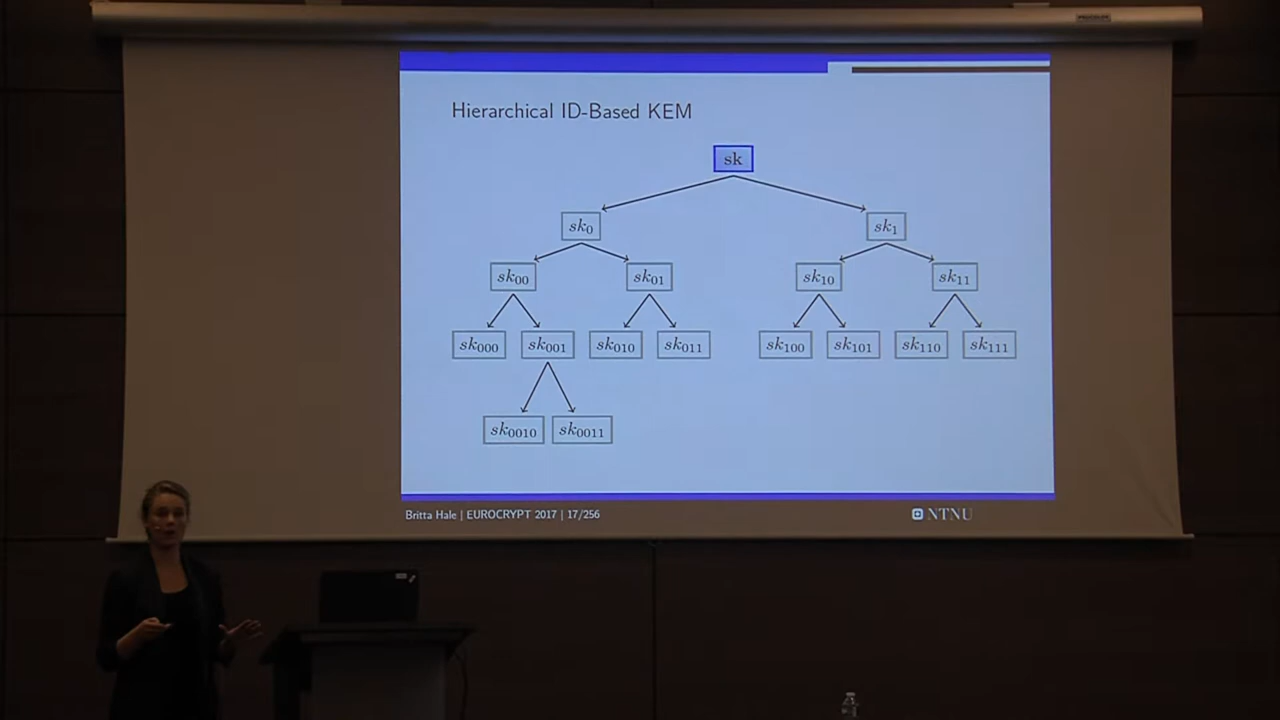 Hierarchical ID-Based KEM
sk
sk0 sk1
sk00 sk01 sk10 sk11
sk000 sk001 sk010 sk011 sk100 sk101 sk110 sk111
sk0010 sk0011
Britta Hale | EUROCRYPT 2017 | 17/256 NTNU